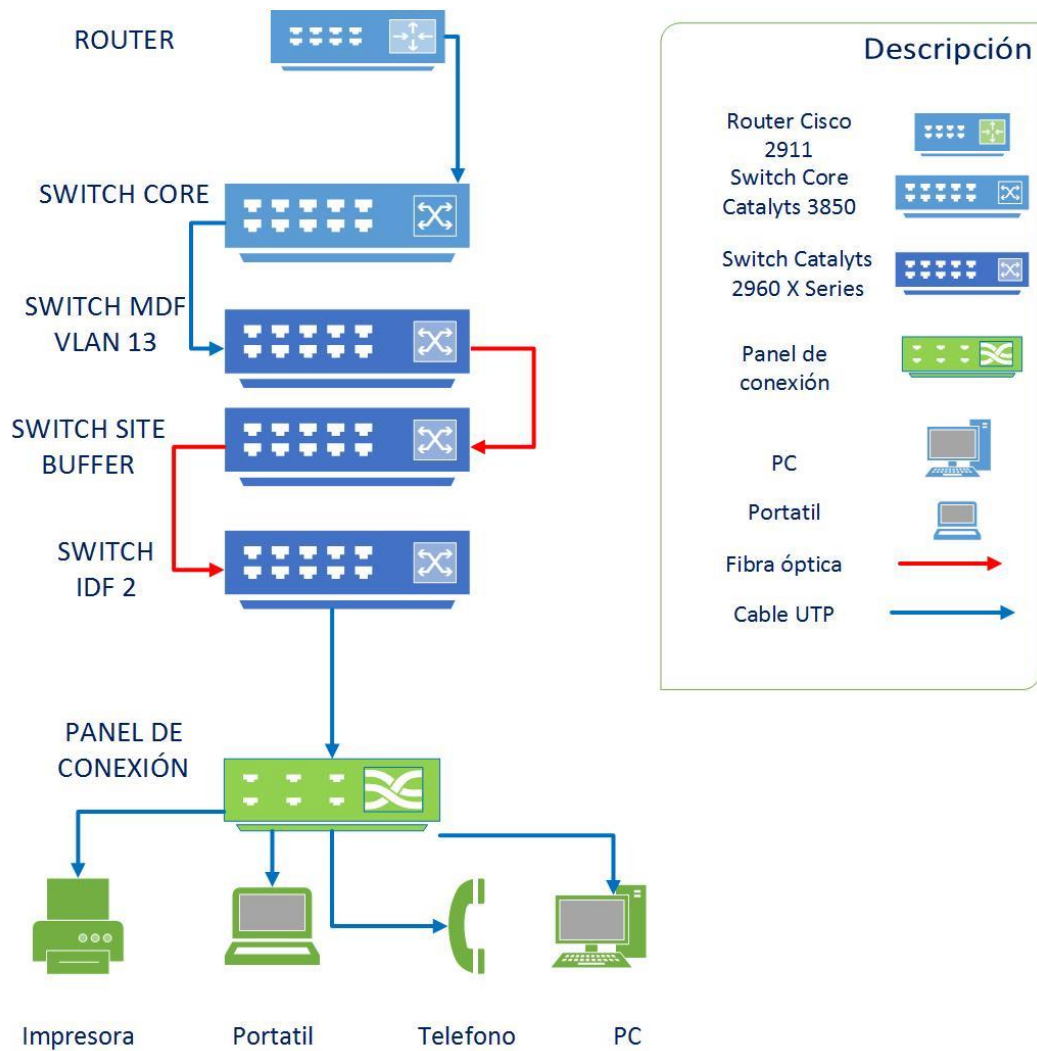 ROUTER
SWITCH CORE
SWITCH MDF
VLAN 13
SWITCH SITE
BUFFER
SWITCH
IDF 2
PANEL DE
CONEXIÓN
Impresora
Portatil
Telefono
PC
Descripción
Router Cisco
2911
Switch Core
Catalyts 3850
Switch Catalyts
2960 X Series
Panel de
conexión
PC
Portatil
Fibra óptica
Cable UTP